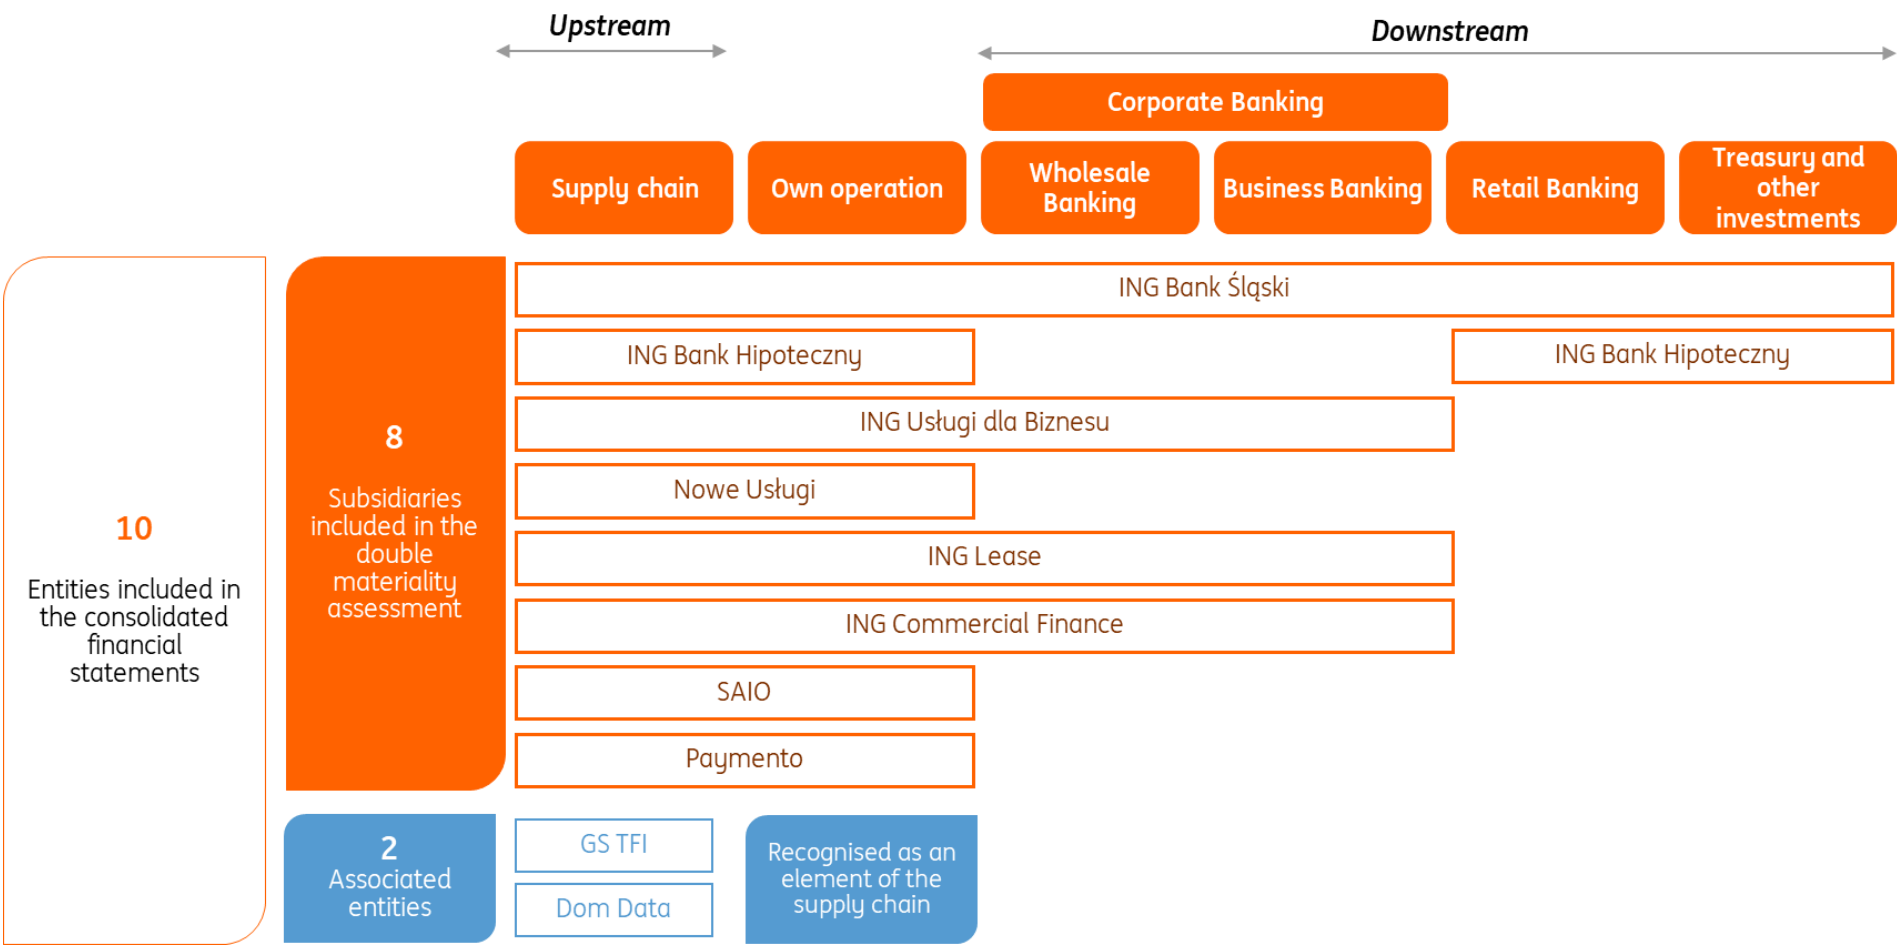 Upstream
Downstream
Corporate Banking
Supply chain
Own operation
Wholesale
Banking
Business Banking
Retail Banking
Treasury and
other
investments
10
Entities included in
the consolidated
financial
statements
8
Subsidiaries
included in the
double
materiality
assessment
ING Bank Śląski
ING Bank Hipoteczny
ING Bank Hipoteczny
ING Usługi dla Biznesu
Nowe Usługi
ING Lease
ING Commercial Finance
SAIO
Paymento
2
Associated
entities
GS TFI
Dom Data
Recognised as an
element of the
supply chain